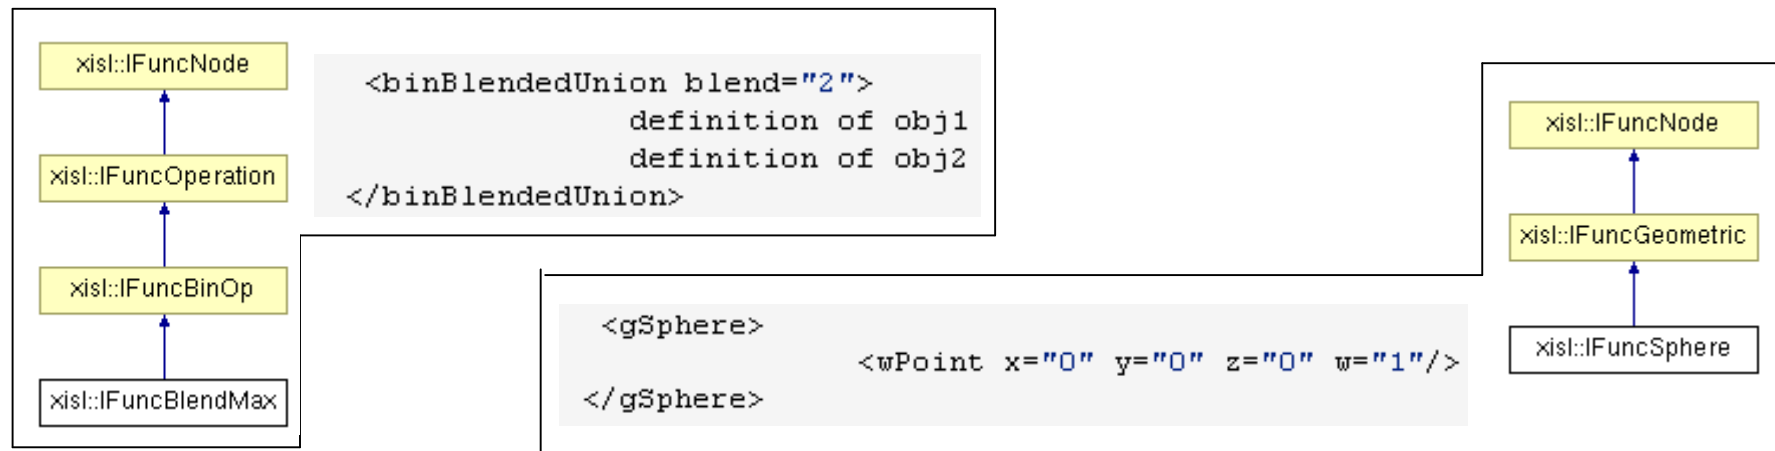 xisl::IFuncNode
xisl::IFuncOperation
xisl::IFuncBinOp
xisl::IFuncBlendMax
<binBlendedUnion blend="2">
definition of obj1
definition of obj2
</binBlendedUnion>
<gSphere>
<wPoint x="0" y="0" z="0" w="1"/>
</gSphere>
xisl::IFuncNode
xisl::IFuncGeometric
xisl::IFuncSphere